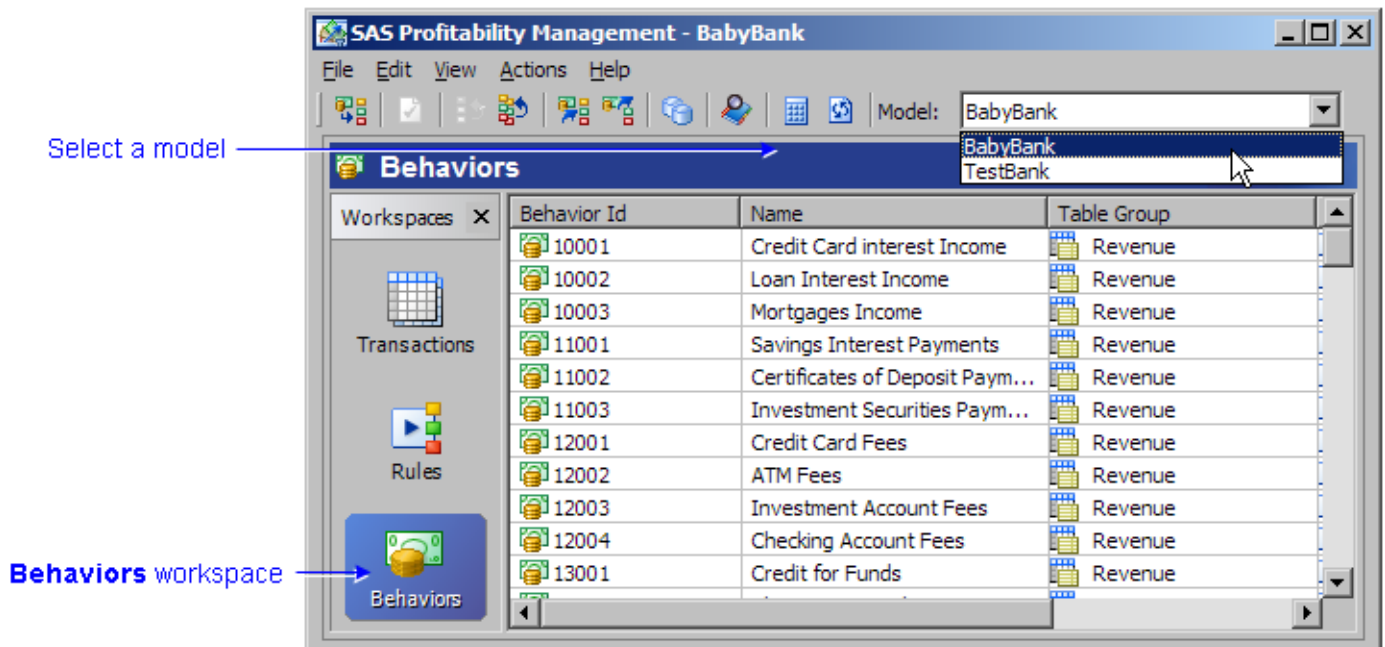 SAS Profitability Management - BabyBank
File Edit View Actions Help
Model: BabyBank
BabyBank
TestBank
Select a model
Behaviors
Workspaces X
Behavior Id Name Table Group
10001 Credit Card interest Income Revenue
10002 Loan Interest Income Revenue
10003 Mortgages Income Revenue
Transactions
11001 Savings Interest Payments Revenue
11002 Certificates of Deposit Paym... Revenue
11003 Investment Securities Paym... Revenue
12001 Credit Card Fees Revenue
Rules
12002 ATM Fees Revenue
12003 Investment Account Fees Revenue
12004 Checking Account Fees Revenue
13001 Credit for Funds Revenue
Behaviors workspace
Behaviors